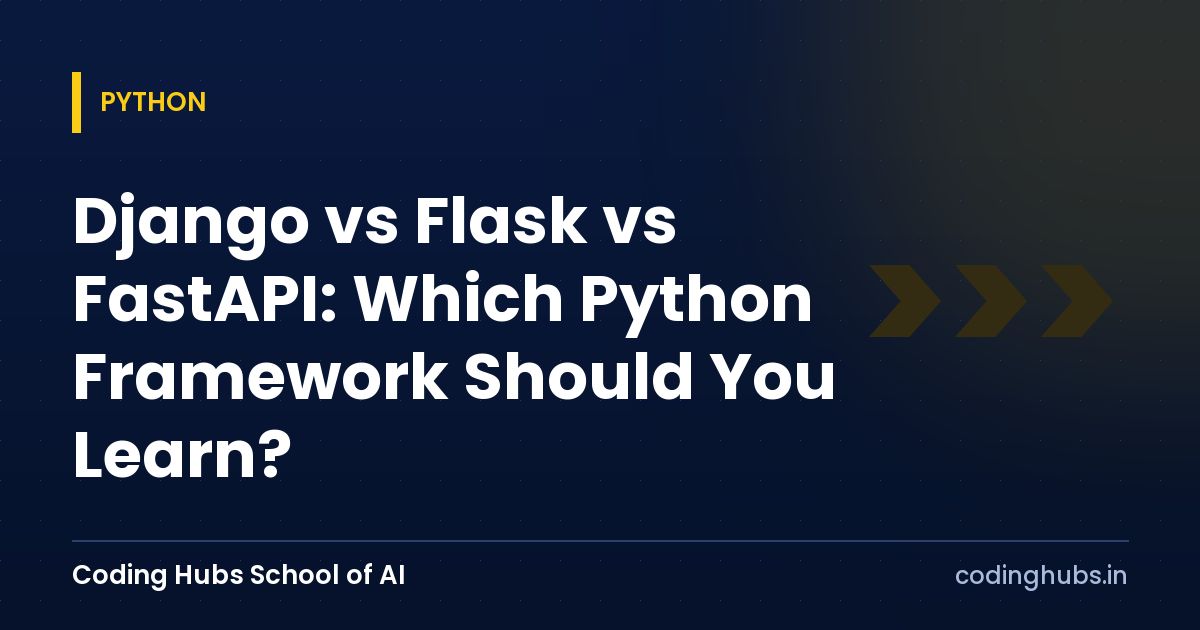 PYTHON
Django vs Flask vs
FastAPI: Which Python
Framework Should You
Learn?
Coding Hubs School of AI
codinghubs.in